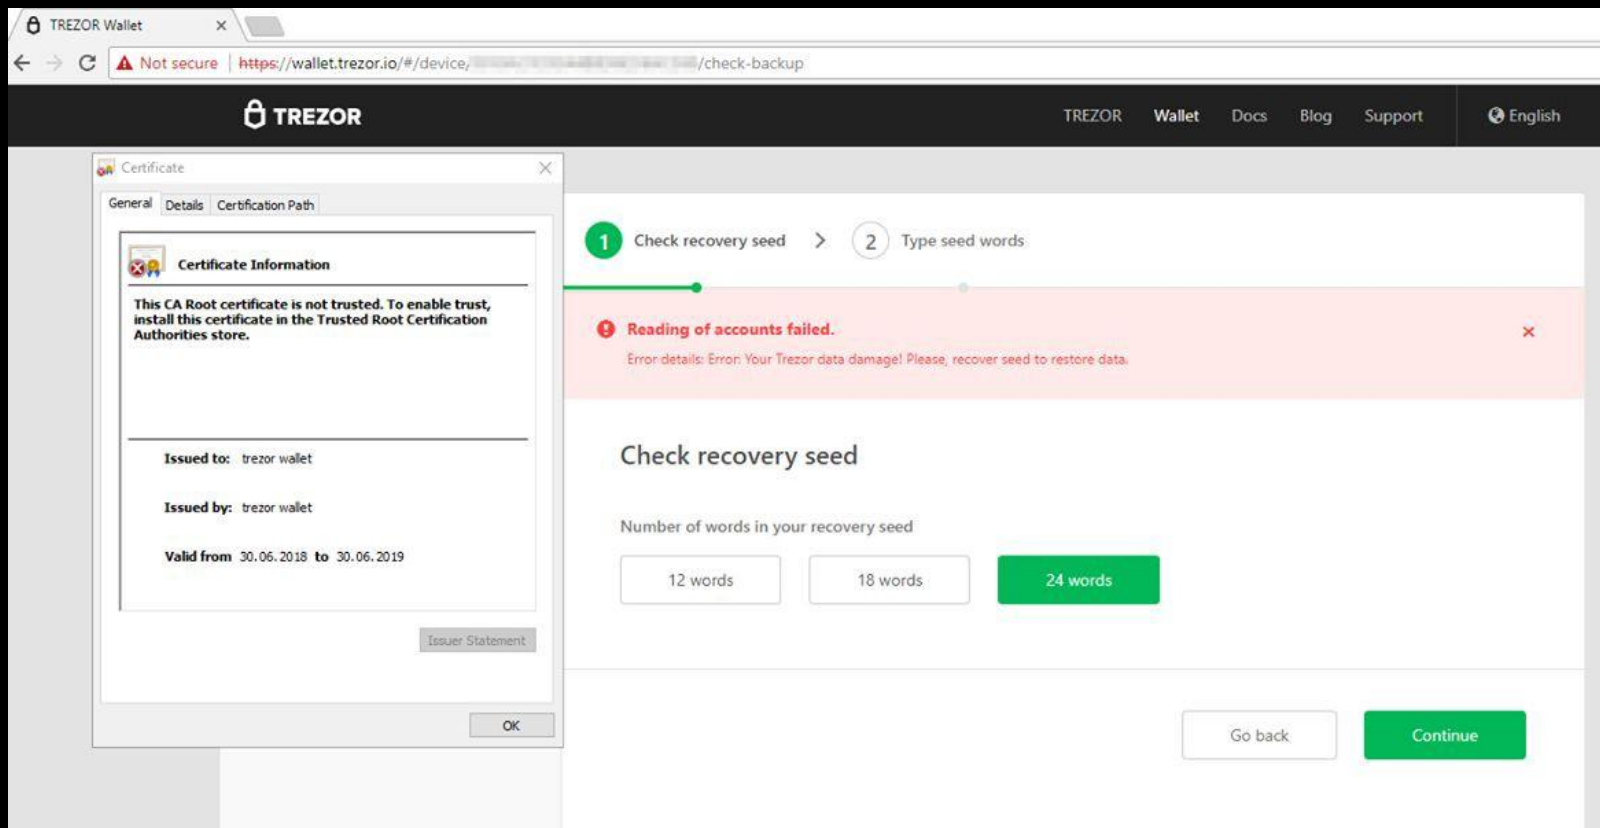 TREZOR Wallet
Not secure | https://wallet.trezor.io/#/device/ /check-backup
TREZOR
TREZOR Wallet Docs Blog Support English
Certificate
General Details Certification Path
Certificate Information
This CA Root certificate is not trusted. To enable trust,
install this certificate in the Trusted Root Certification
Authorities store.
Issued to: trezor wallet
Issued by: trezor wallet
Valid from 30.06.2018 to 30.06.2019
Issuer Statement
OK
1 Check recovery seed > 2 Type seed words
Reading of accounts failed.
Error details: Error: Your Trezor data damage! Please, recover seed to restore data.
Check recovery seed
Number of words in your recovery seed
12 words 18 words 24 words
Go back Continue